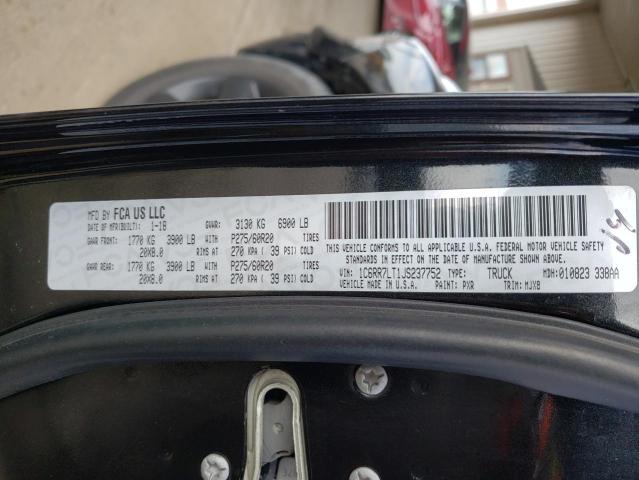 MFD BY FCA US LLC
DATE OF MFR(BUILT): 1-18 GVWR: 3130 KG 6900 LB
GAWR FRONT: 1770 KG 3900 LB WITH P275/60R20 TIRES
20X8.0 RIMS AT 270 KPA ( 39 PSI) COLD
GAWR REAR: 1770 KG 3900 LB WITH P275/60R20 TIRES
20X8.0 RIMS AT 270 KPA ( 39 PSI) COLD
THIS VEHICLE CONFORMS TO ALL APPLICABLE U.S.A. FEDERAL MOTOR VEHICLE SAFETY
STANDARDS IN EFFECT ON THE DATE OF MANUFACTURE SHOWN ABOVE.
VIN: 1C6RR7LT1JS237752 TYPE: TRUCK MDH: 010823 338AA
VEHICLE MADE IN U.S.A. PAINT: PXR TRIM: MJX8